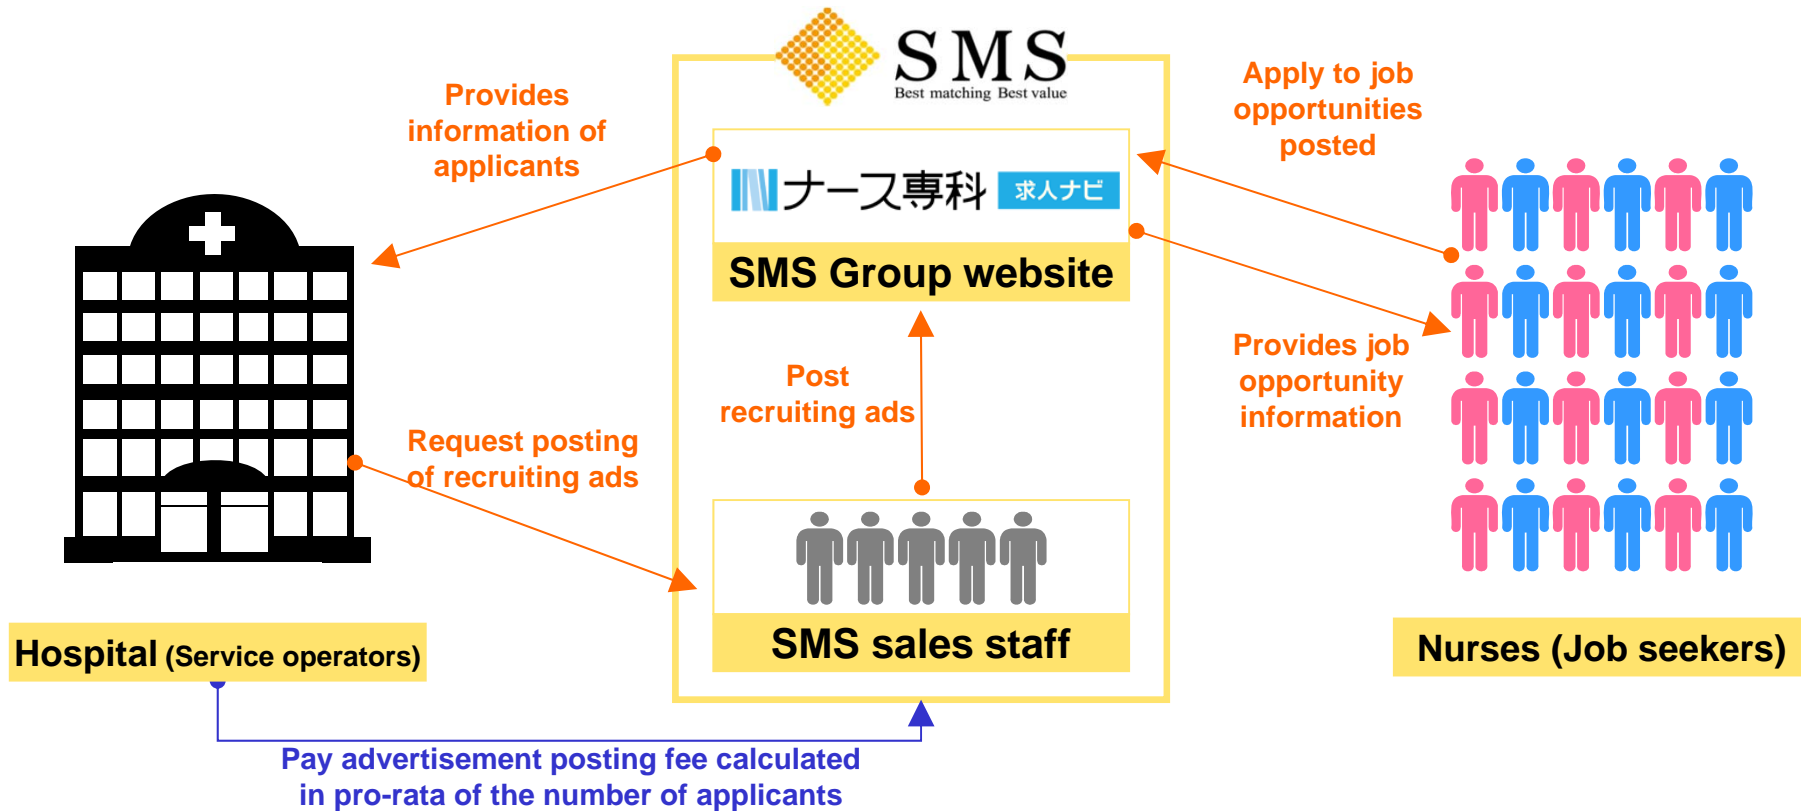 SMS
Best matching Best value
Provides
information of
applicants
Apply to job
opportunities
posted
ナース専科 求人ナビ
SMS Group website
Post
recruiting ads
Provides job
opportunity
information
Request posting
of recruiting ads
SMS sales staff
Hospital (Service operators)
Nurses (Job seekers)
Pay advertisement posting fee calculated
in pro-rata of the number of applicants